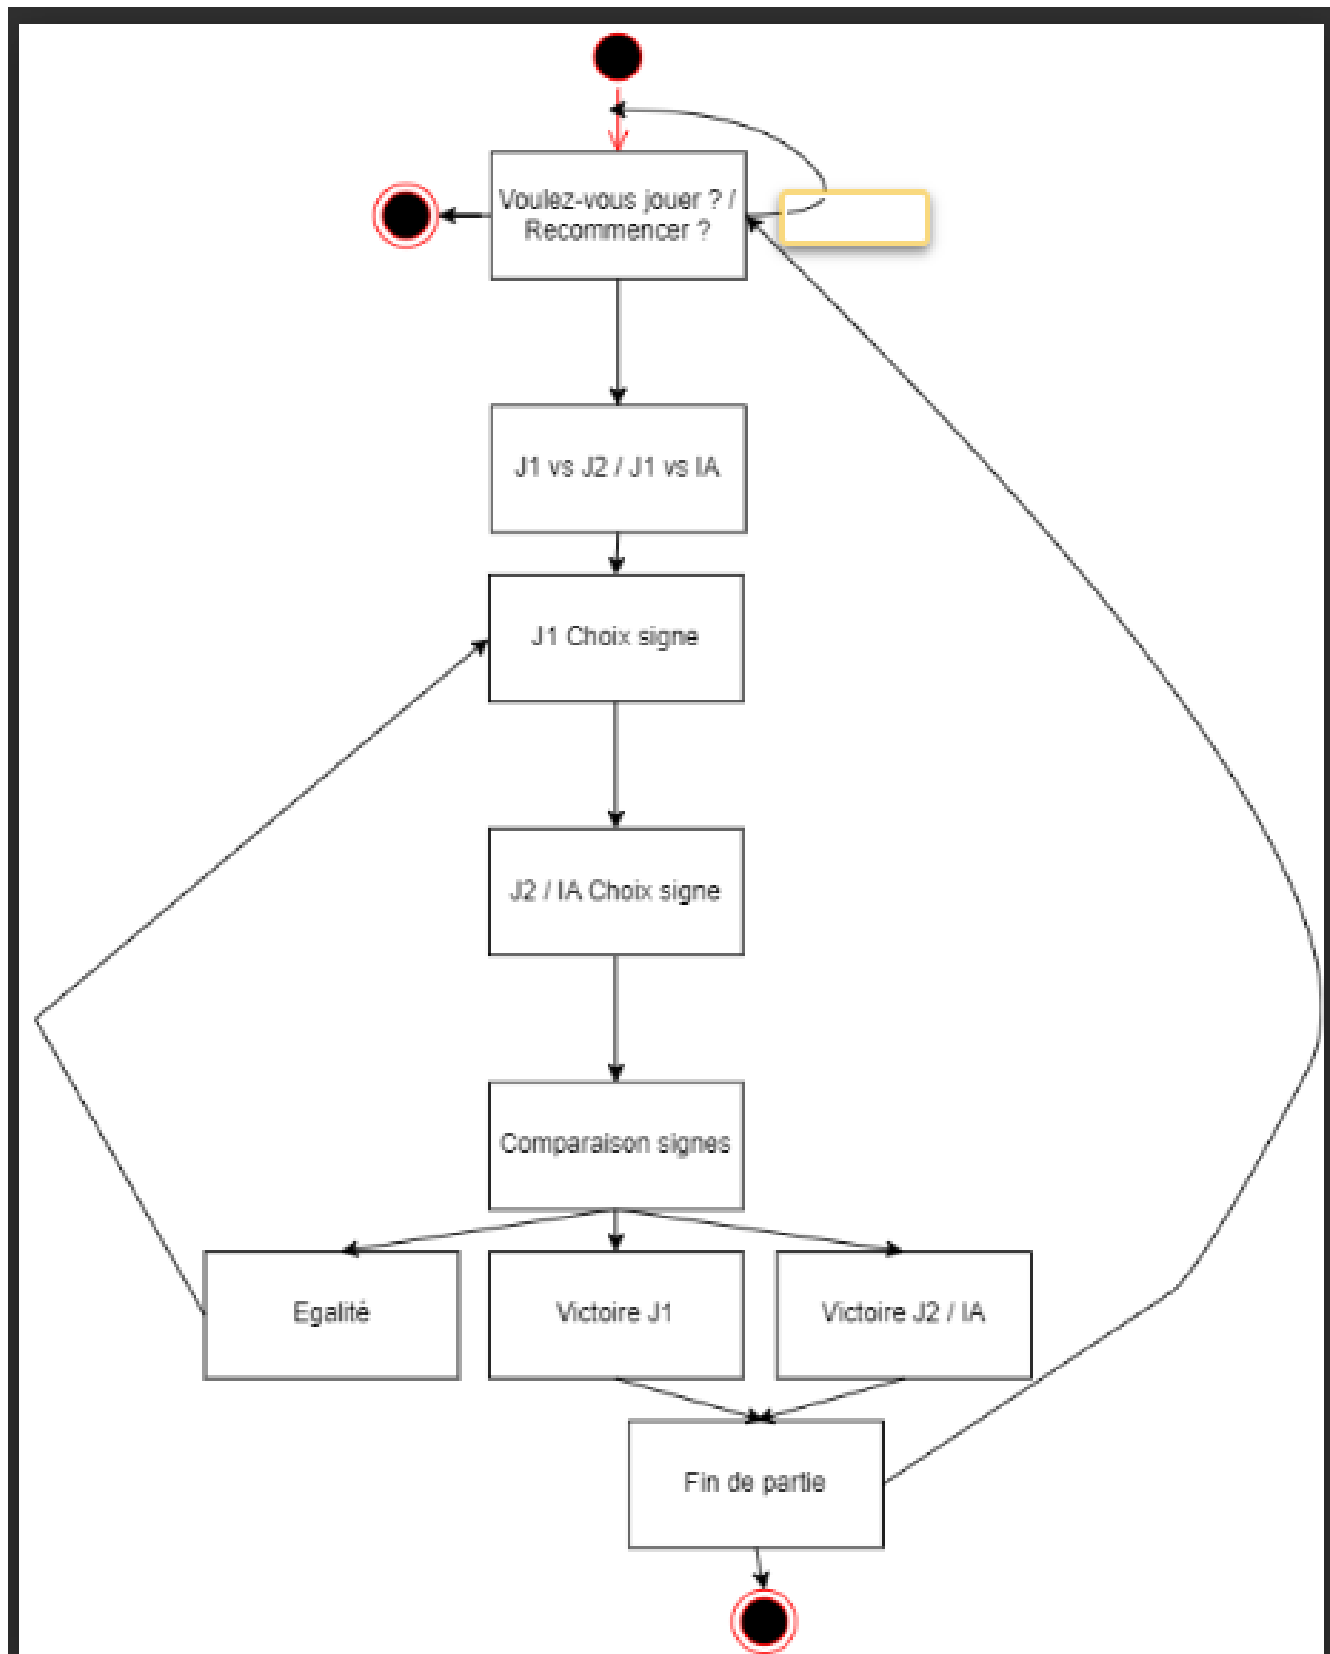 Voulez-vous jouer ? /
Recommencer ?
J1 vs J2 / J1 vs IA
J1 Choix signe
J2 / IA Choix signe
Comparaison signes
Egalité
Victoire J1
Victoire J2 / IA
Fin de partie